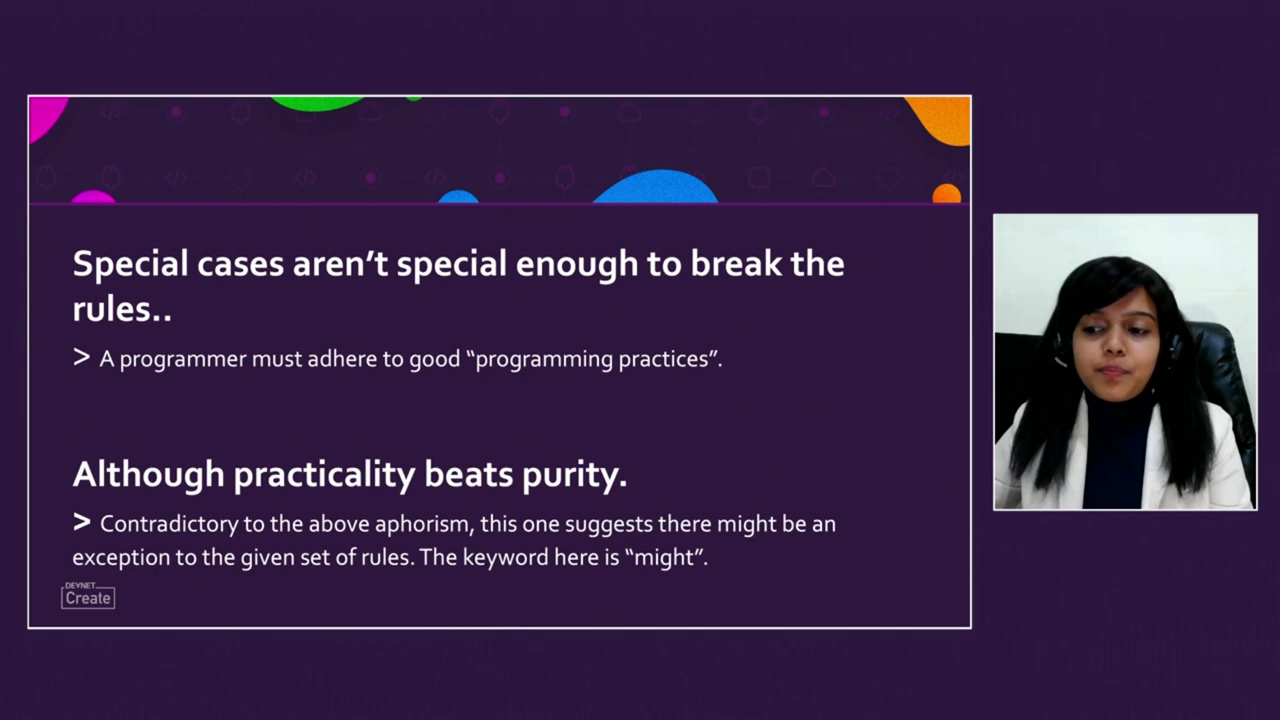 Special cases aren’t special enough to break the
rules..
> A programmer must adhere to good “programming practices”.
Although practicality beats purity.
> Contradictory to the above aphorism, this one suggests there might be an
exception to the given set of rules. The keyword here is “might”.
DEVNET
Create